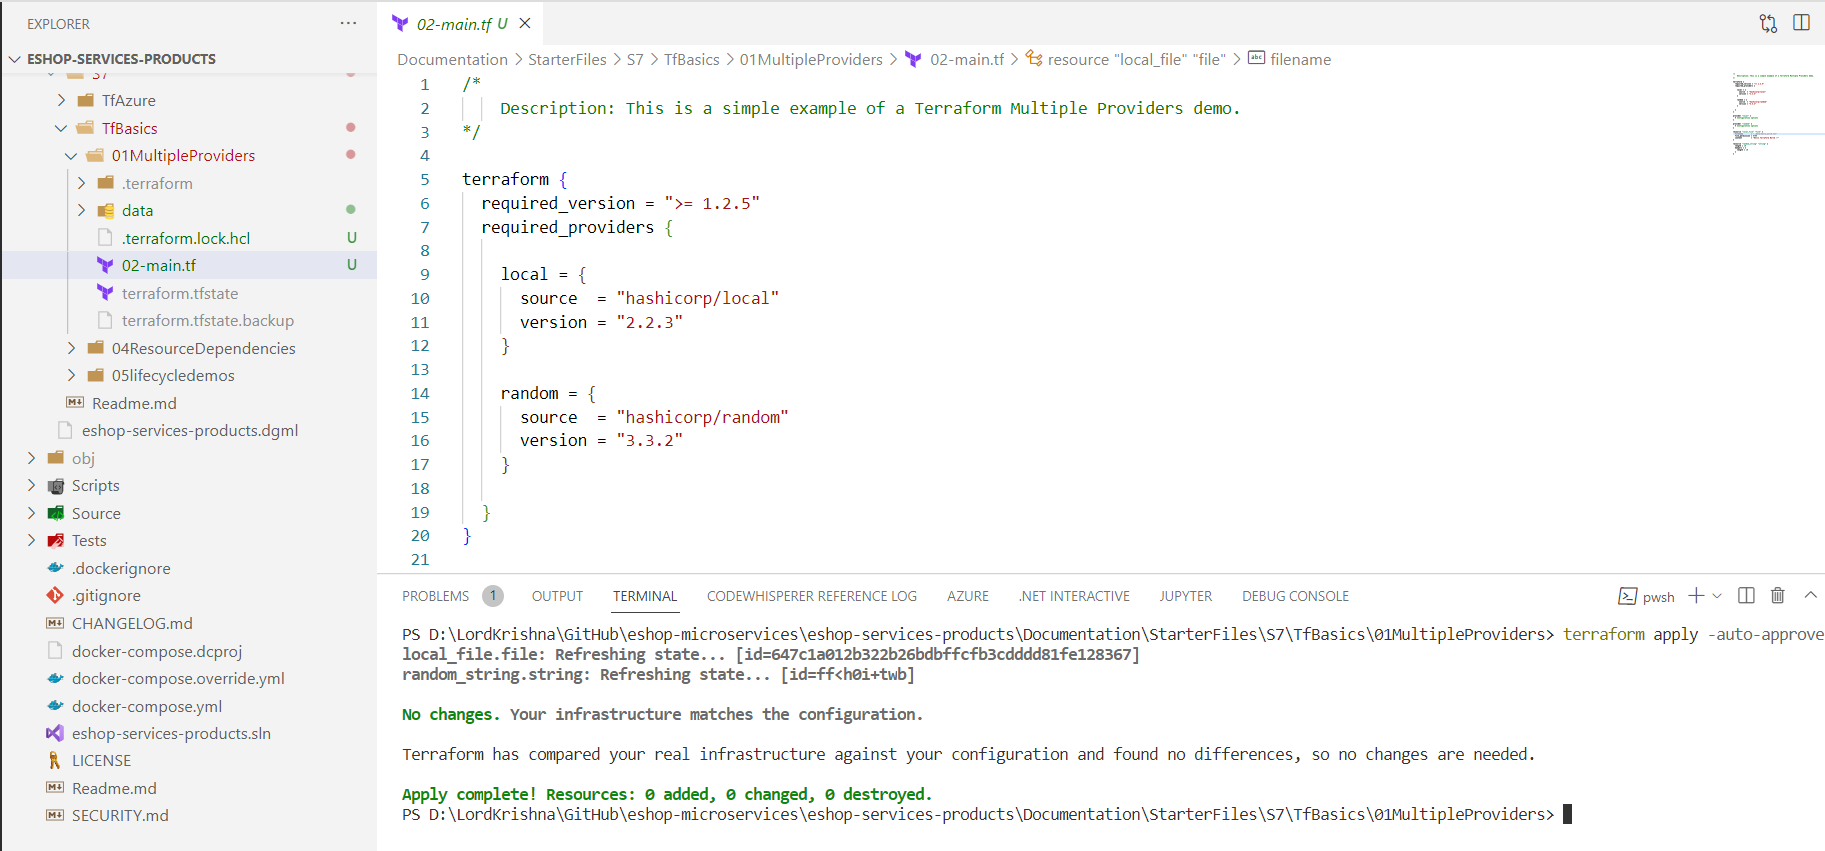 EXPLORER
ESHOP-SERVICES-PRODUCTS
S7
TfAzure
TfBasics
01MultipleProviders
.terraform
data
.terraform.lock.hcl U
02-main.tf U
terraform.tfstate
terraform.tfstate.backup
04ResourceDependencies
05lifecycledemos
Readme.md
eshop-services-products.dgml
obj
Scripts
Source
Tests
.dockerignore
.gitignore
CHANGELOG.md
docker-compose.dcproj
docker-compose.override.yml
docker-compose.yml
eshop-services-products.sln
LICENSE
Readme.md
SECURITY.md
02-main.tf U
Documentation > StarterFiles > S7 > TfBasics > 01MultipleProviders > 02-main.tf > resource "local_file" "file" > filename
1 /*
2 Description: This is a simple example of a Terraform Multiple Providers demo.
3 */
4
5 terraform {
6 required_version = ">= 1.2.5"
7 required_providers {
8
9 local = {
10 source = "hashicorp/local"
11 version = "2.2.3"
12 }
13
14 random = {
15 source = "hashicorp/random"
16 version = "3.3.2"
17 }
18
19 }
20 }
21
PROBLEMS 1 OUTPUT TERMINAL CODEWHISPERER REFERENCE LOG AZURE .NET INTERACTIVE JUPYTER DEBUG CONSOLE pwsh
PS D:\LordKrishna\GitHub\eshop-microservices\eshop-services-products\Documentation\StarterFiles\S7\TfBasics\01MultipleProviders> terraform apply -auto-approve
local_file.file: Refreshing state... [id=647c1a012b322b26bdbffcfb3cdddd81fe128367]
random_string.string: Refreshing state... [id=ff<h0i+twb]
No changes. Your infrastructure matches the configuration.
Terraform has compared your real infrastructure against your configuration and found no differences, so no changes are needed.
Apply complete! Resources: 0 added, 0 changed, 0 destroyed.
PS D:\LordKrishna\GitHub\eshop-microservices\eshop-services-products\Documentation\StarterFiles\S7\TfBasics\01MultipleProviders>